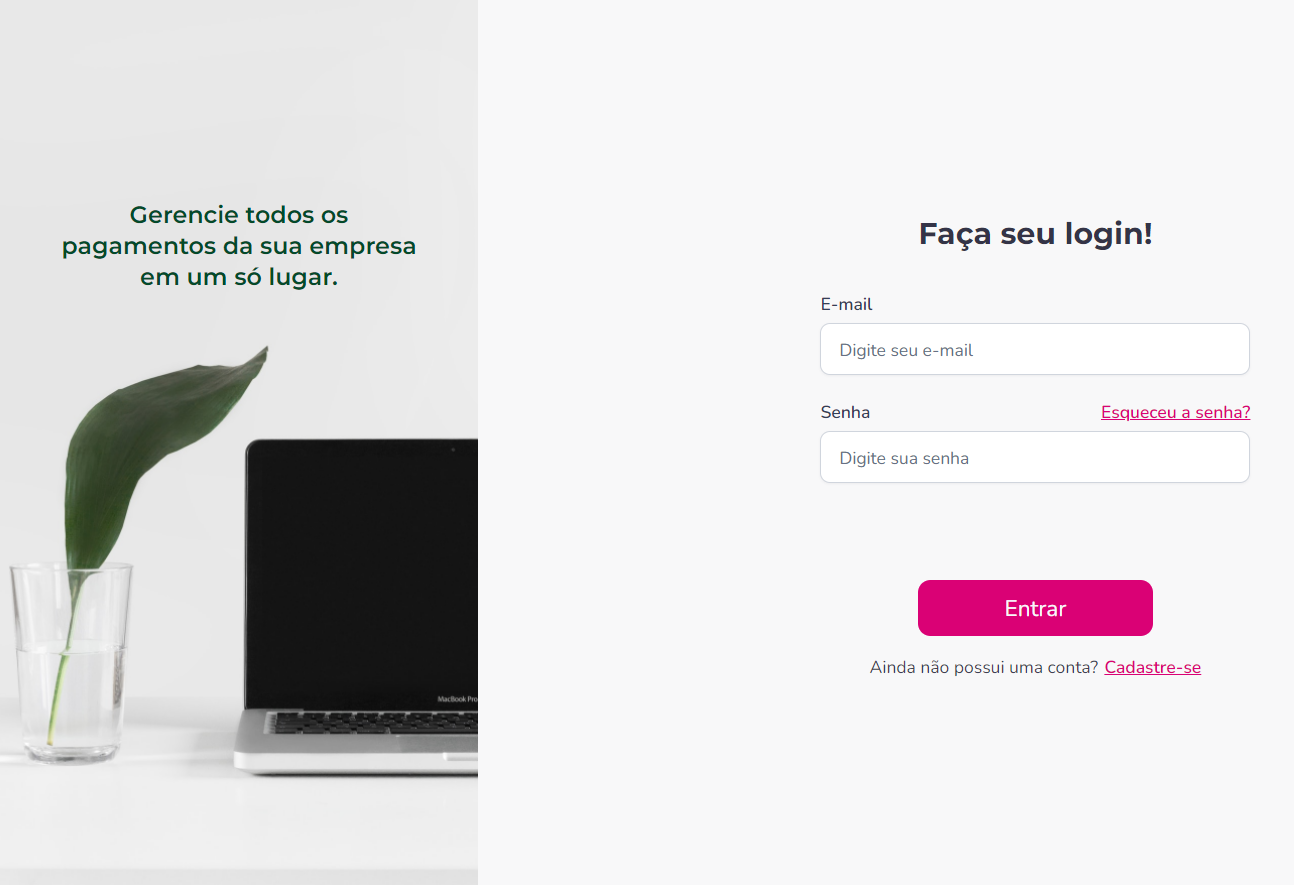 Gerencie todos os
pagamentos da sua empresa
em um só lugar.
MacBook Pro
Faça seu login!
E-mail
Digite seu e-mail
Senha Esqueceu a senha?
Digite sua senha
Entrar
Ainda não possui uma conta? Cadastre-se